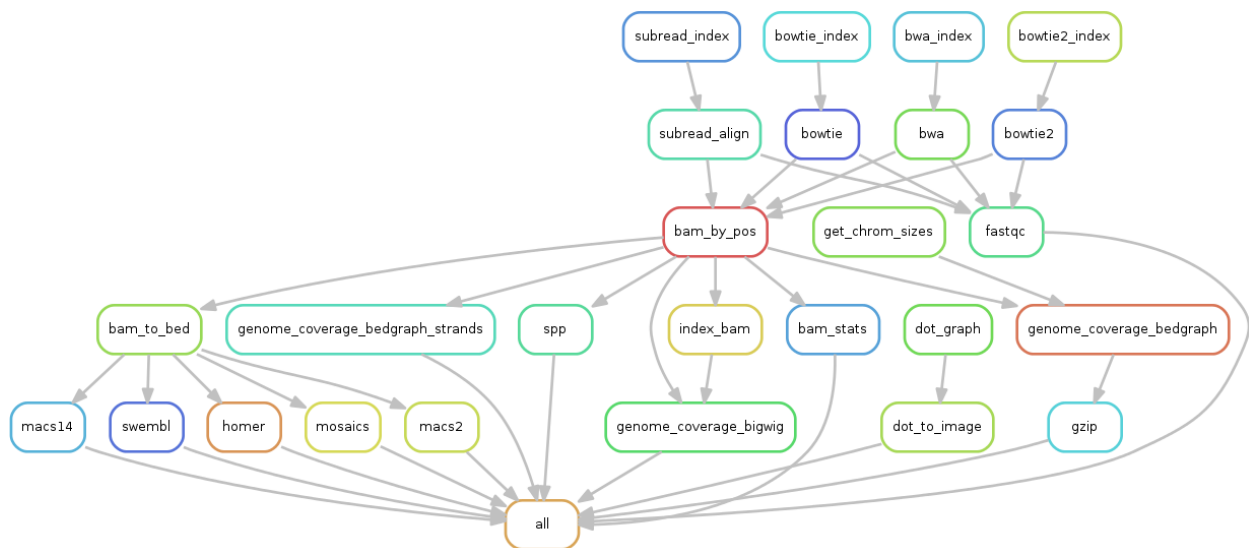 subread_index
bowtie_index
bwa_index
bowtie2_index
subread_align
bowtie
bwa
bowtie2
bam_by_pos
get_chrom_sizes
fastqc
bam_to_bed
genome_coverage_bedgraph_strands
spp
index_bam
bam_stats
dot_graph
genome_coverage_bedgraph
macs14
swembl
homer
mosaics
macs2
genome_coverage_bigwig
dot_to_image
gzip
all